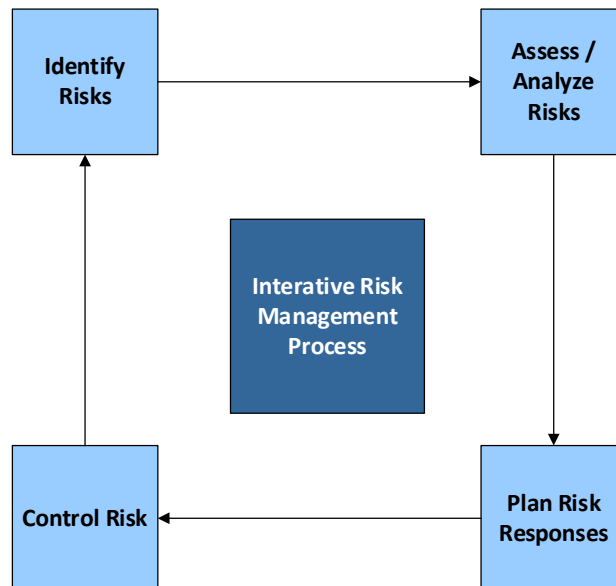 Identify
Risks
Assess /
Analyze
Risks
Interative Risk
Management
Process
Control Risk
Plan Risk
Responses